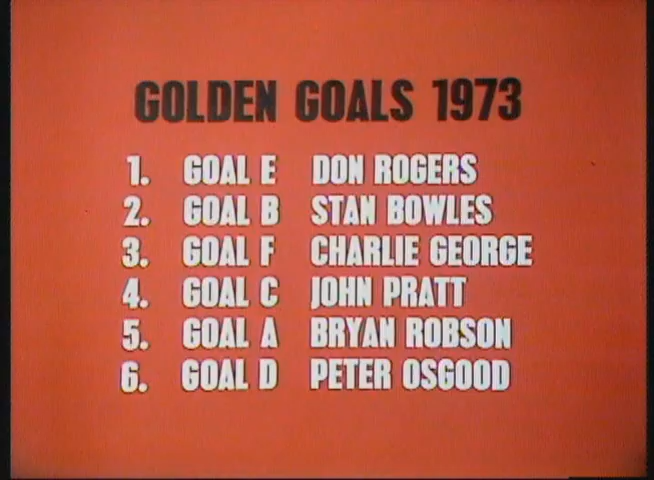 GOLDEN GOALS 1973
1. GOAL E DON ROGERS
2. GOAL B STAN BOWLES
3. GOAL F CHARLIE GEORGE
4. GOAL C JOHN PRATT
5. GOAL A BRYAN ROBSON
6. GOAL D PETER OSGOOD